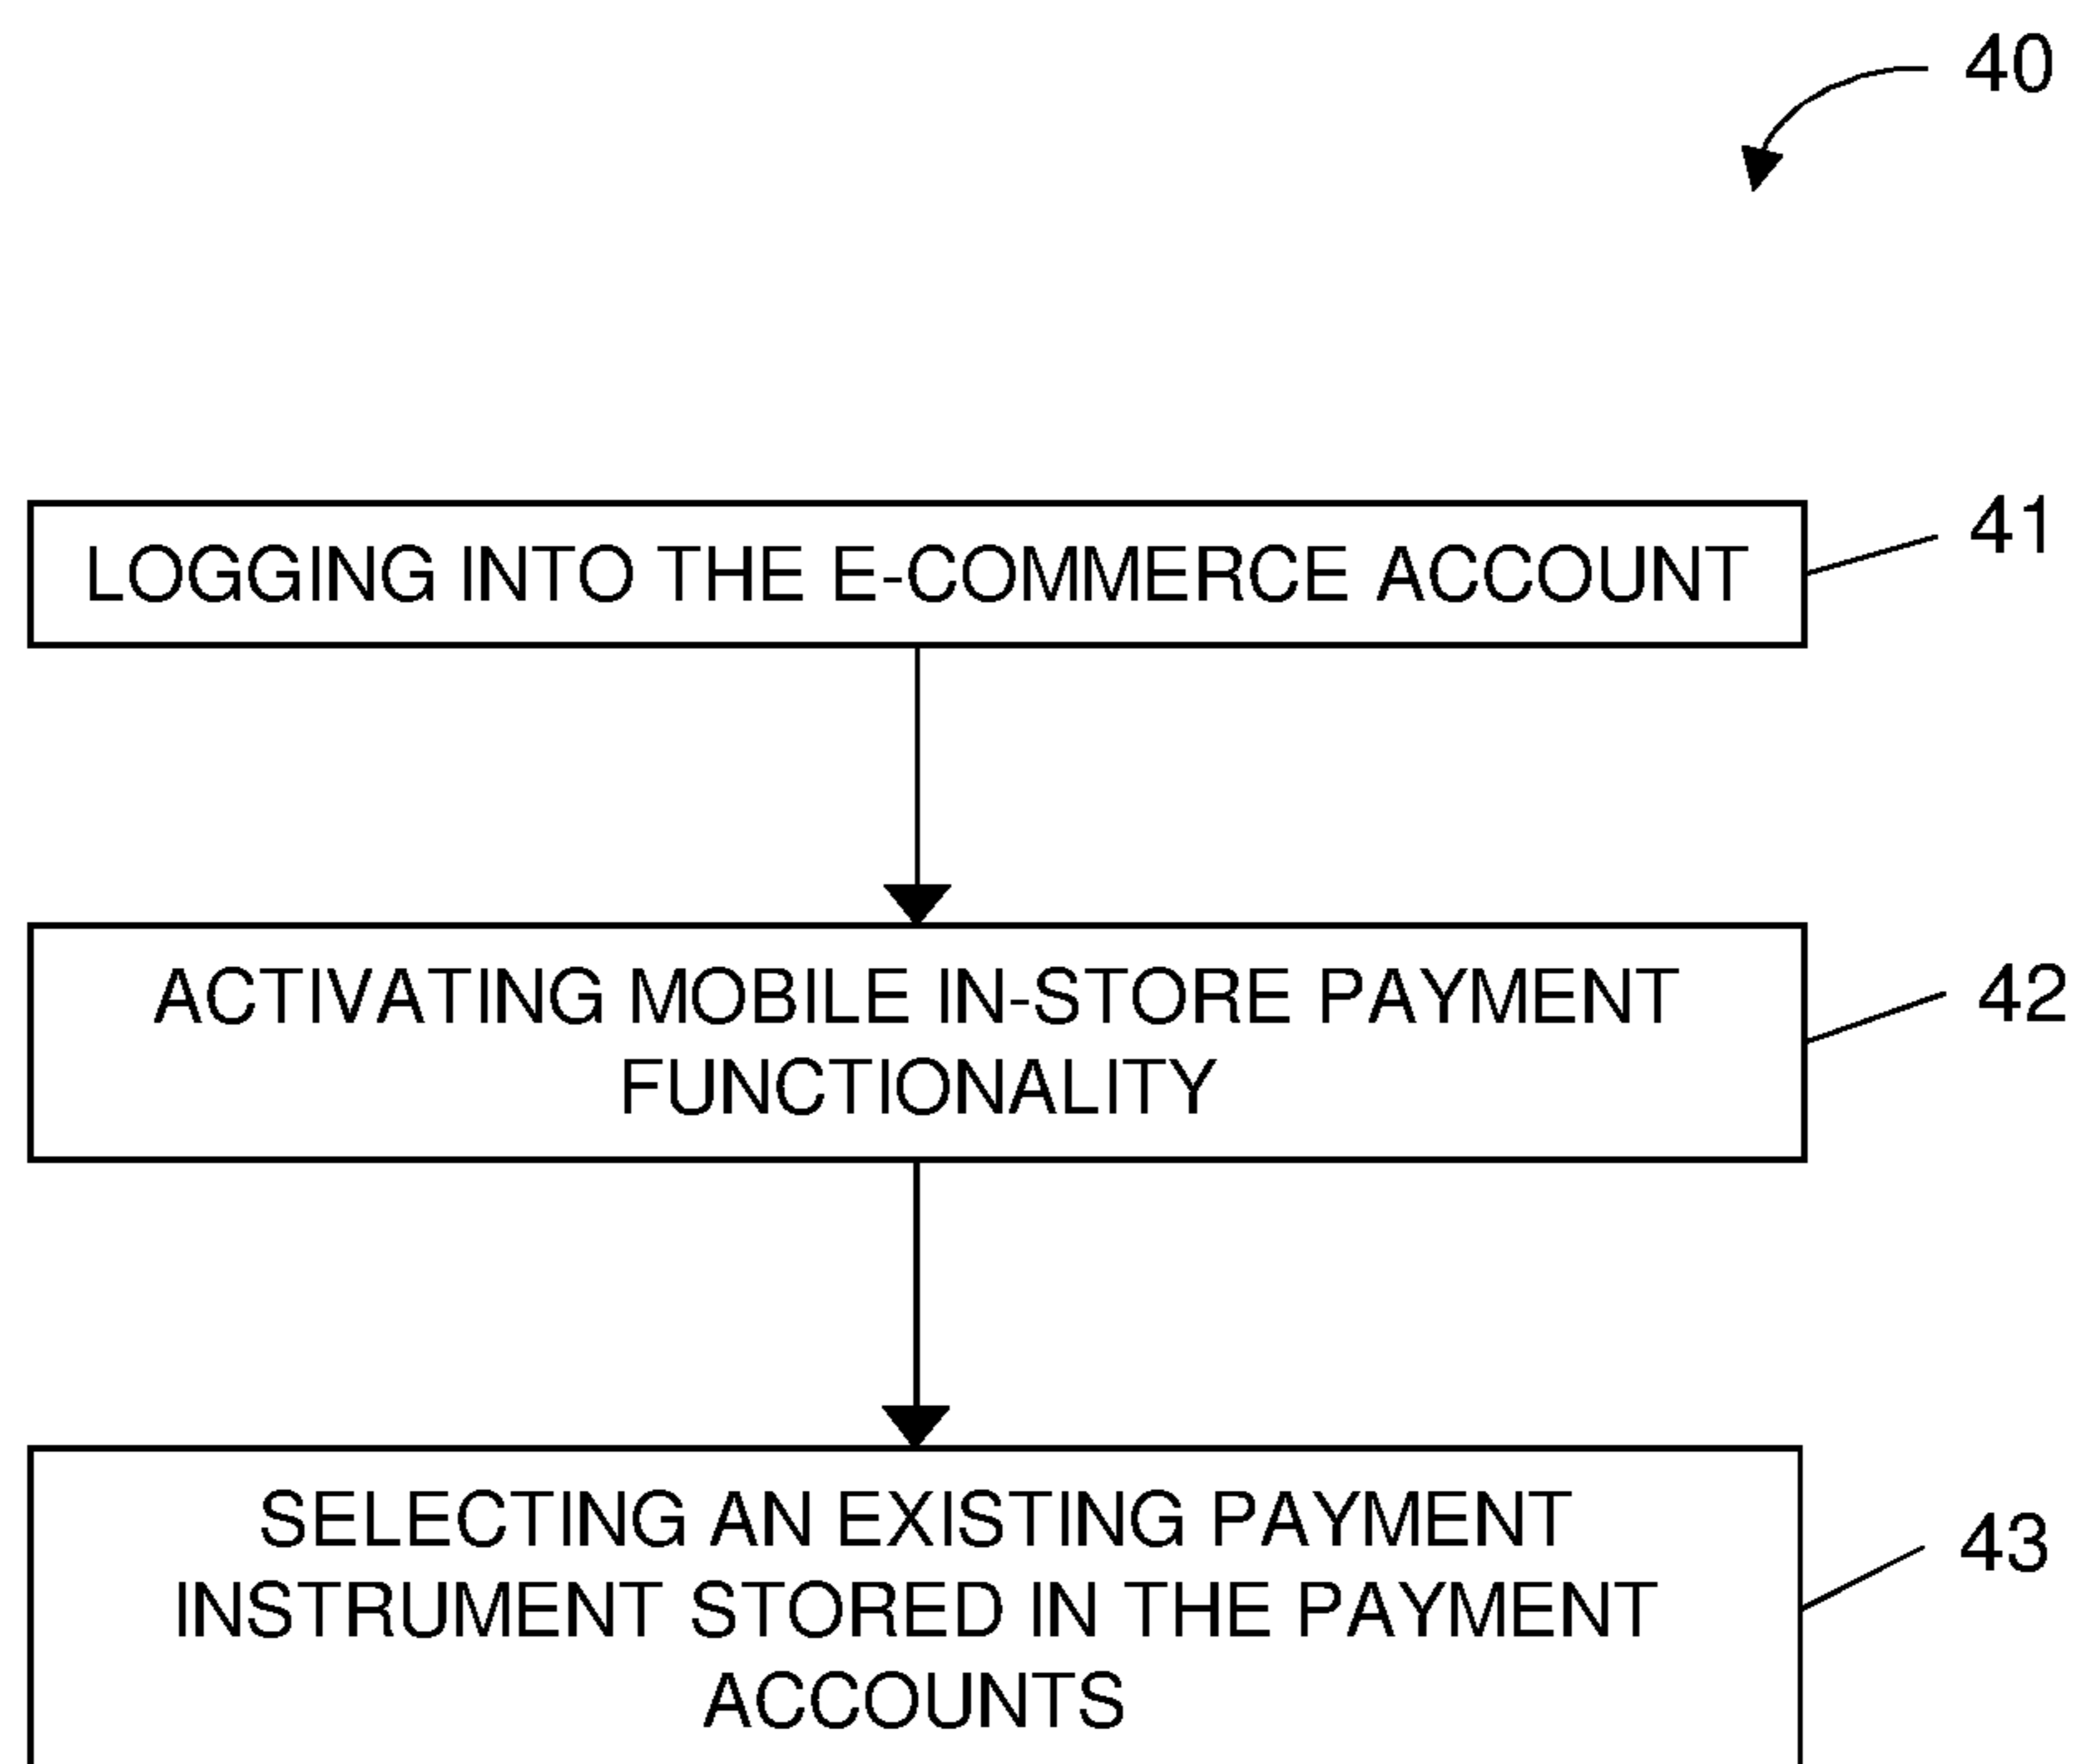 40
LOGGING INTO THE E-COMMERCE ACCOUNT
41
ACTIVATING MOBILE IN-STORE PAYMENT
FUNCTIONALITY
42
SELECTING AN EXISTING PAYMENT
INSTRUMENT STORED IN THE PAYMENT
ACCOUNTS
43